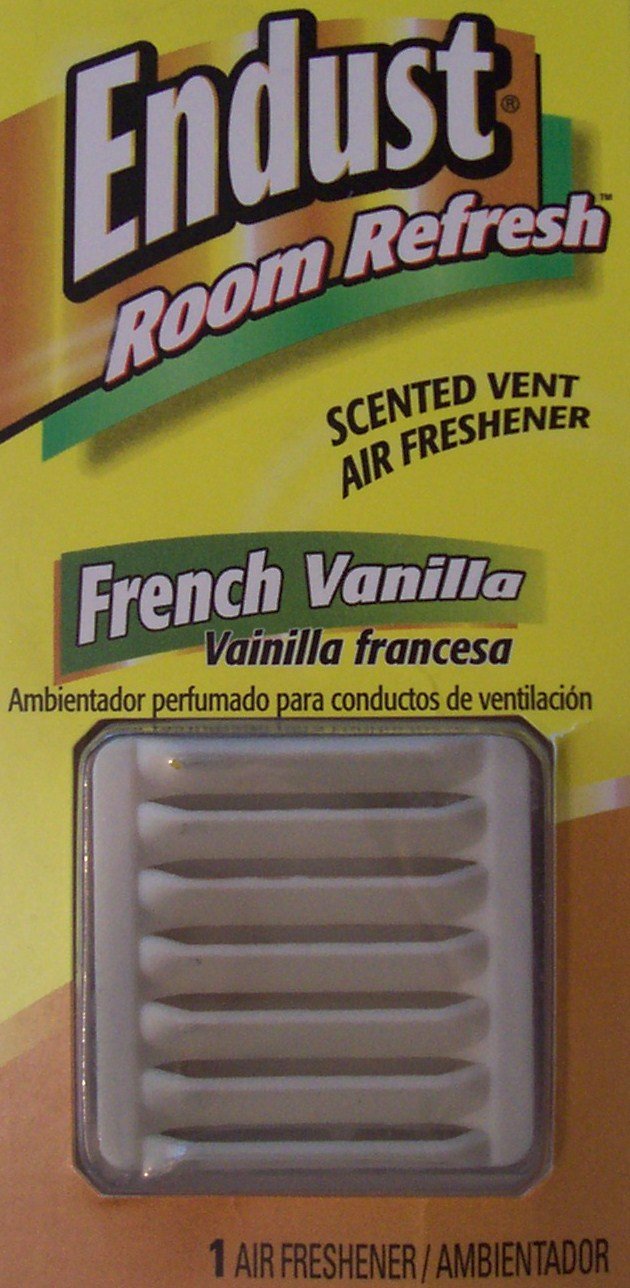 Endust®
Room Refresh™
SCENTED VENT
AIR FRESHENER
French Vanilla
Vainilla francesa
Ambientador perfumado para conductos de ventilación
1 AIR FRESHENER / AMBIENTADOR